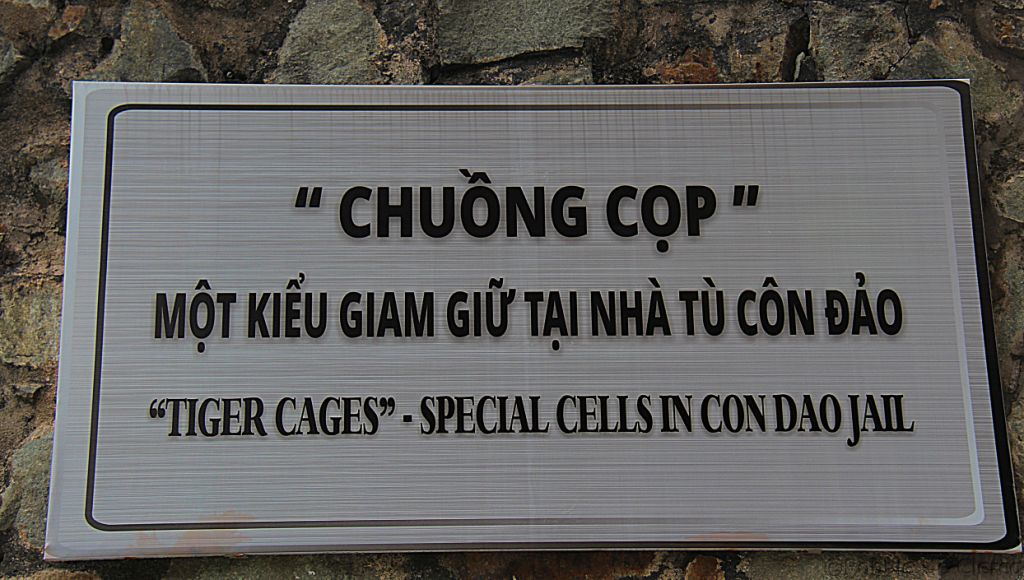 " CHUỒNG CỌP "
MỘT KIỂU GIAM GIỮ TẠI NHÀ TÙ CÔN ĐẢO
“TIGER CAGES” - SPECIAL CELLS IN CON DAO JAIL